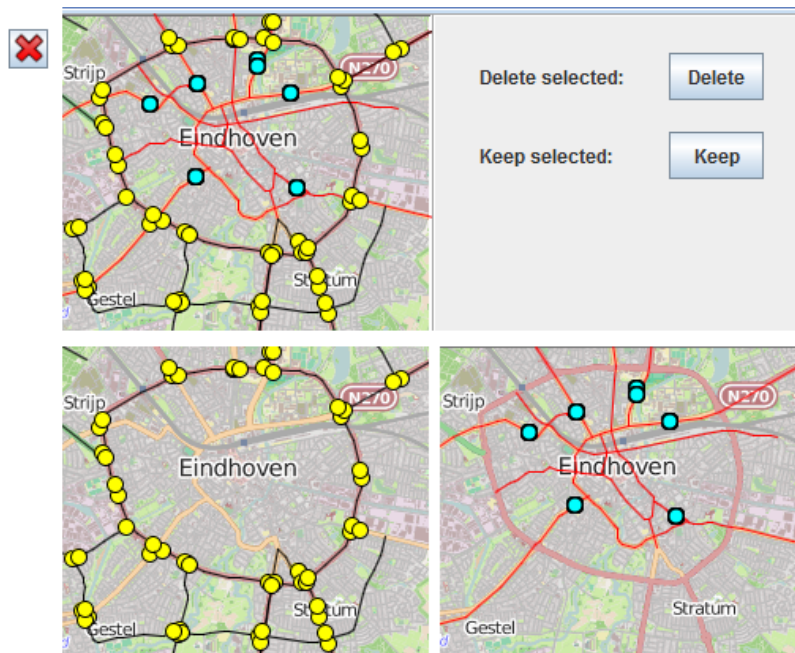 Strijp
N270
Delete selected:
Delete
Eindhoven
Keep selected:
Keep
Stratum
Gestel
d
Strijp
N270
Eindhoven
Stratum
Gestel
d
Strijp
N270
Eindhoven
Stratum
Gestel